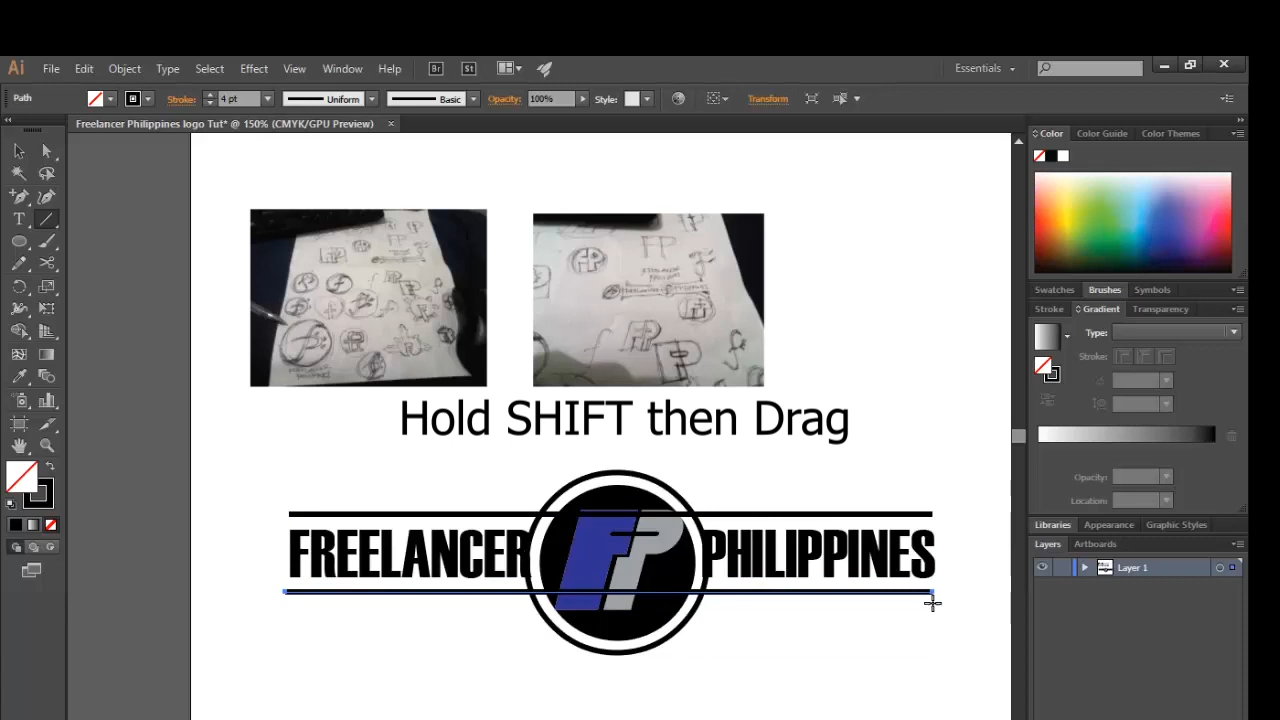 Ai File Edit Object Type Select Effect View Window Help Br St Essentials
Path Stroke: 4 pt Uniform Basic Opacity: 100% Style: Transform
Freelancer Philippines logo Tut* @ 150% (CMYK/GPU Preview)
Color Color Guide Color Themes
Swatches Brushes Symbols
Stroke Gradient Transparency
Type:
Stroke:
Opacity:
Location:
Libraries Appearance Graphic Styles
Layers Artboards
Layer 1
Hold SHIFT then Drag
FREELANCER FP PHILIPPINES